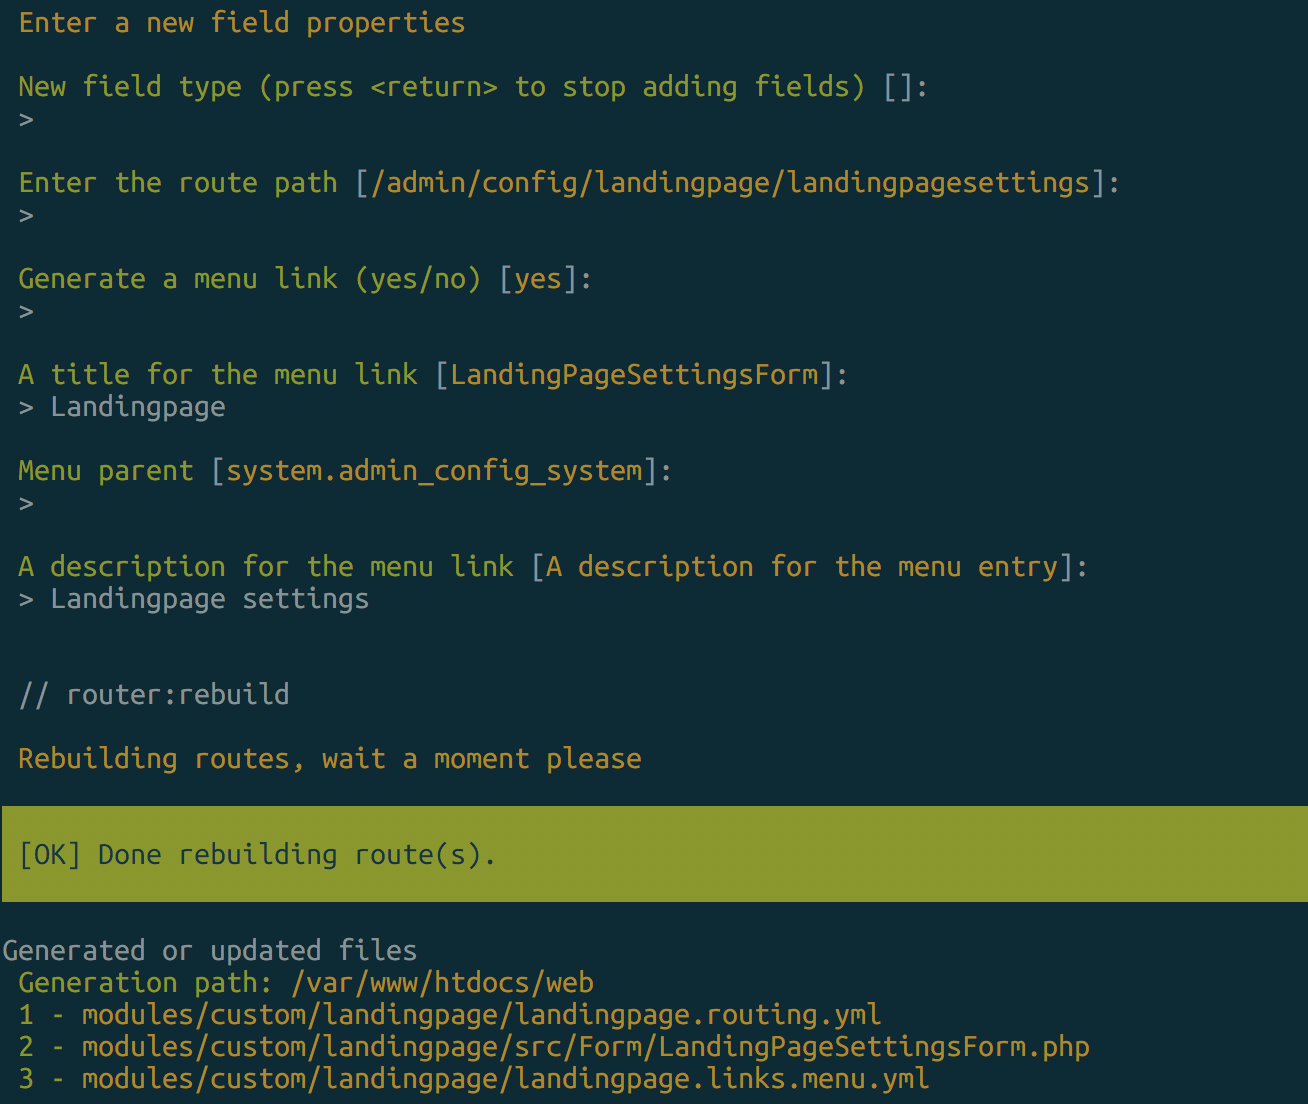 Enter a new field properties
New field type (press <return> to stop adding fields) []:
>
Enter the route path [/admin/config/landingpage/landingpagesettings]:
>
Generate a menu link (yes/no) [yes]:
>
A title for the menu link [LandingPageSettingsForm]:
> Landingpage
Menu parent [system.admin_config_system]:
>
A description for the menu link [A description for the menu entry]:
> Landingpage settings
// router:rebuild
Rebuilding routes, wait a moment please
[OK] Done rebuilding route(s).
Generated or updated files
Generation path: /var/www/htdocs/web
1 - modules/custom/landingpage/landingpage.routing.yml
2 - modules/custom/landingpage/src/Form/LandingPageSettingsForm.php
3 - modules/custom/landingpage/landingpage.links.menu.yml